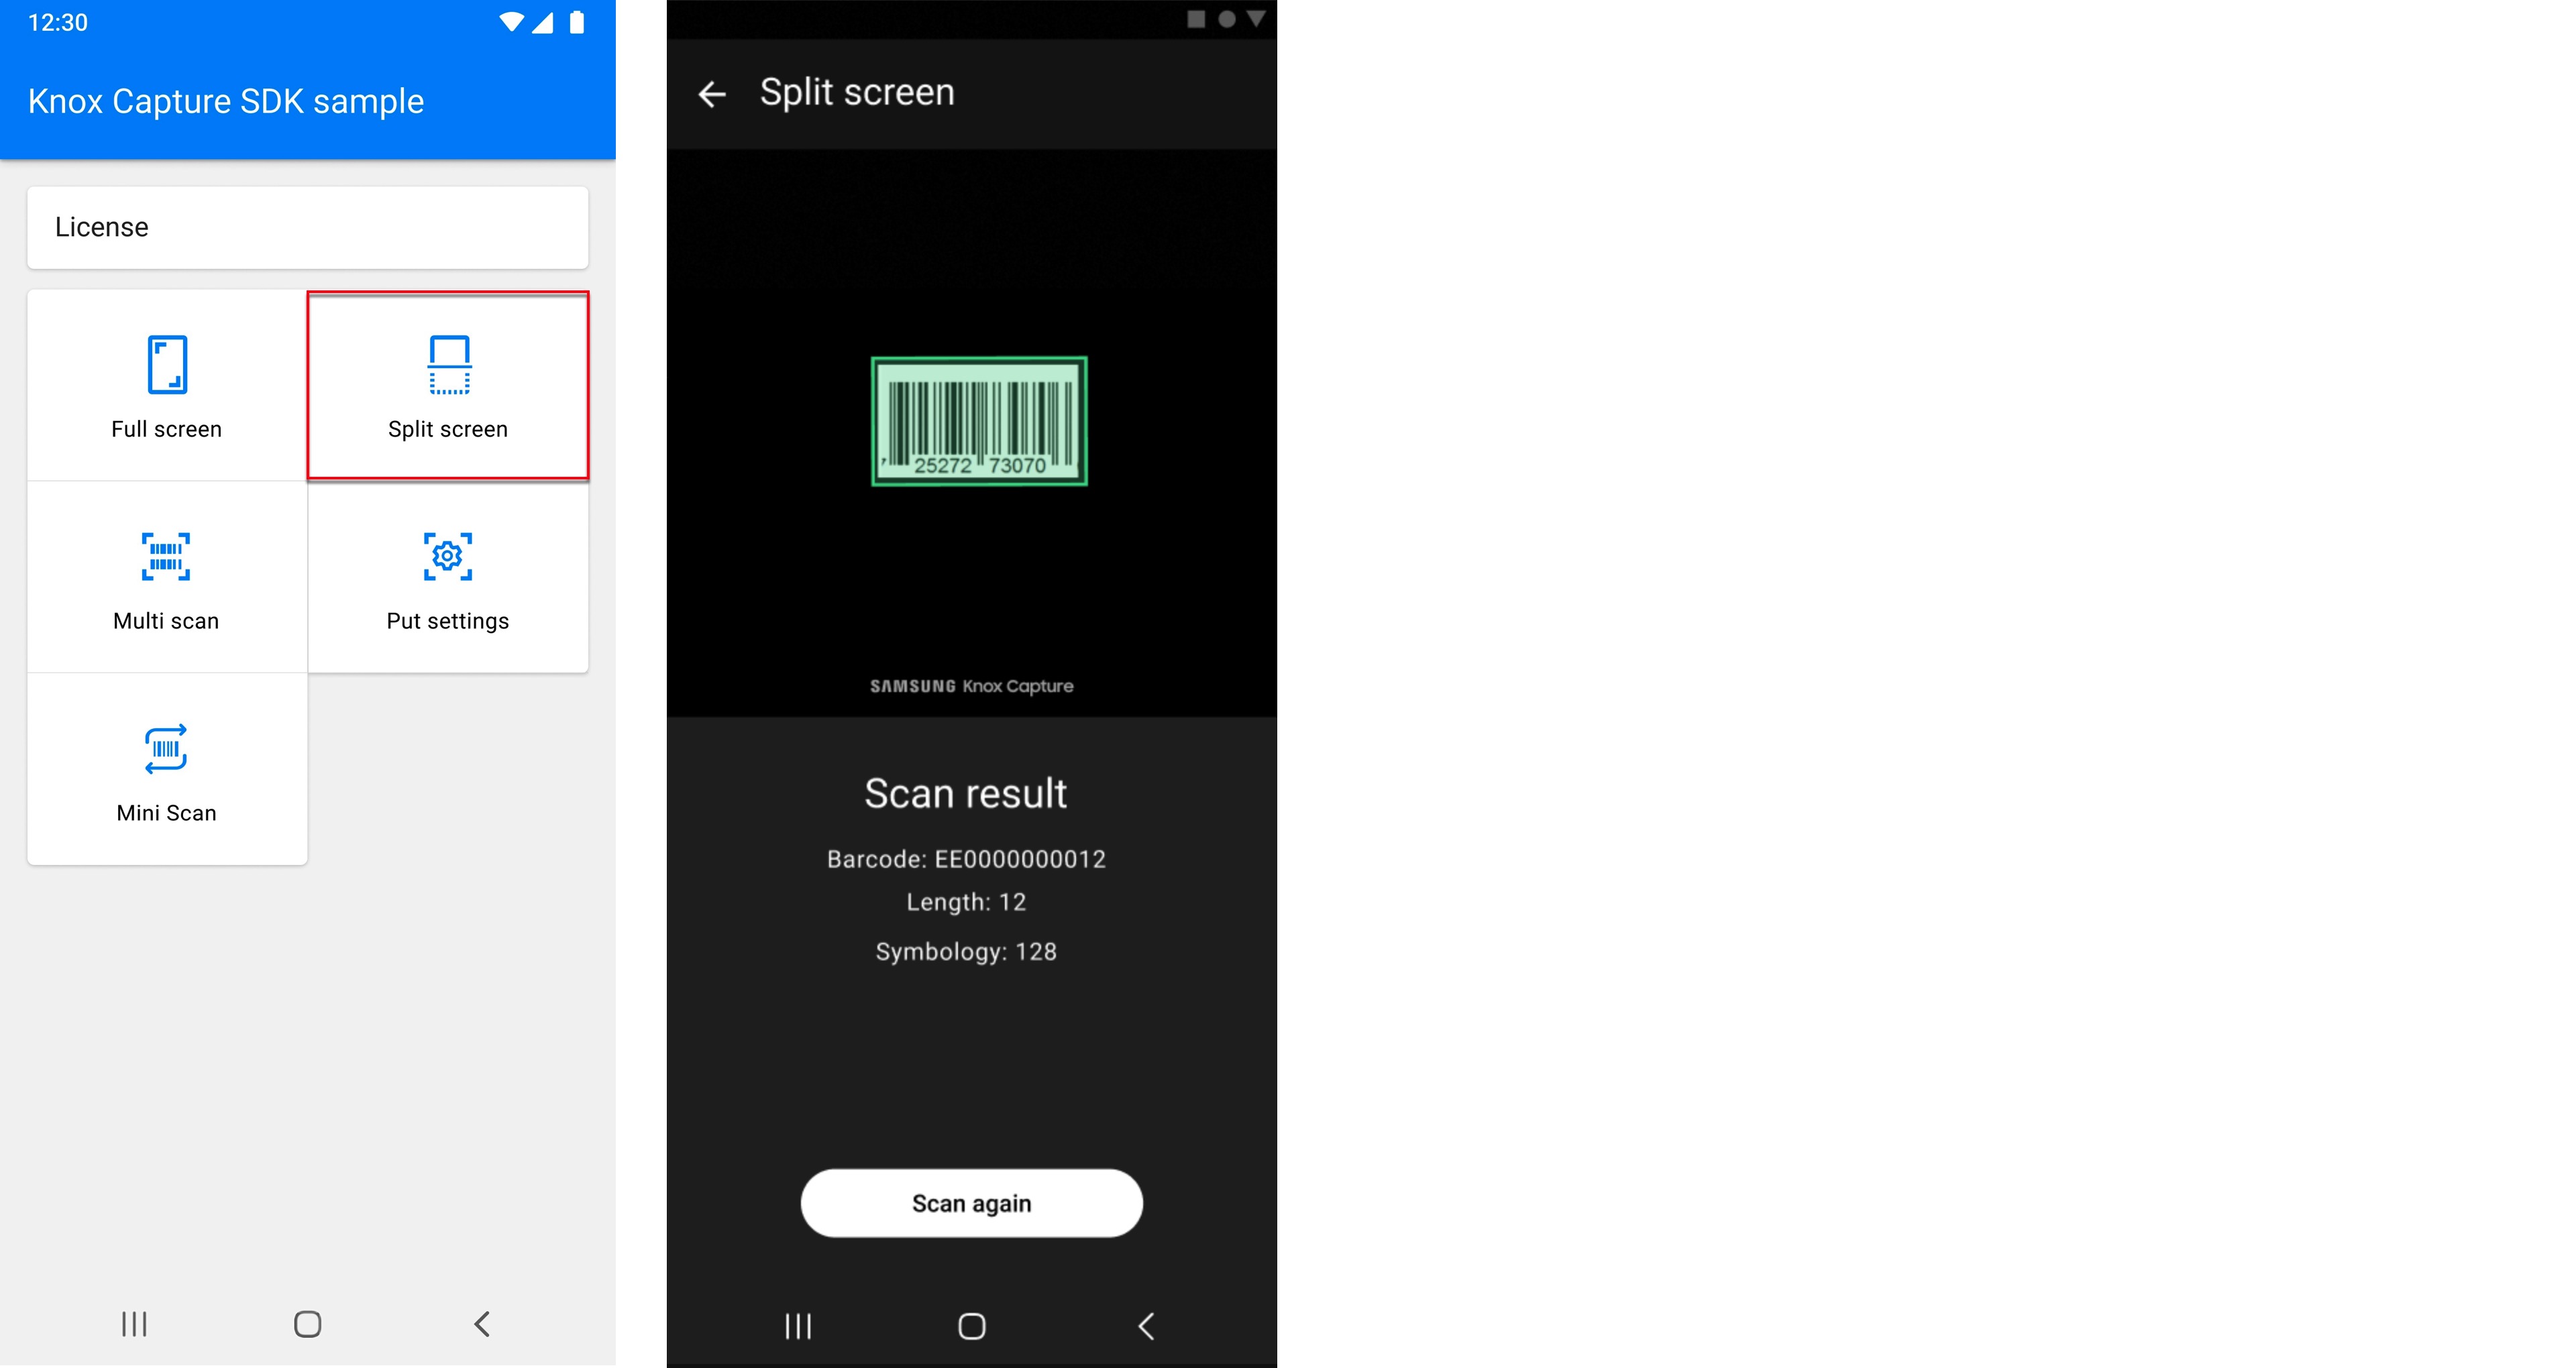 12:30
Knox Capture SDK sample
License
Full screen
Split screen
Multi scan
Put settings
Mini Scan
Split screen
25272 73070
SAMSUNG Knox Capture
Scan result
Barcode: EE0000000012
Length: 12
Symbology: 128
Scan again